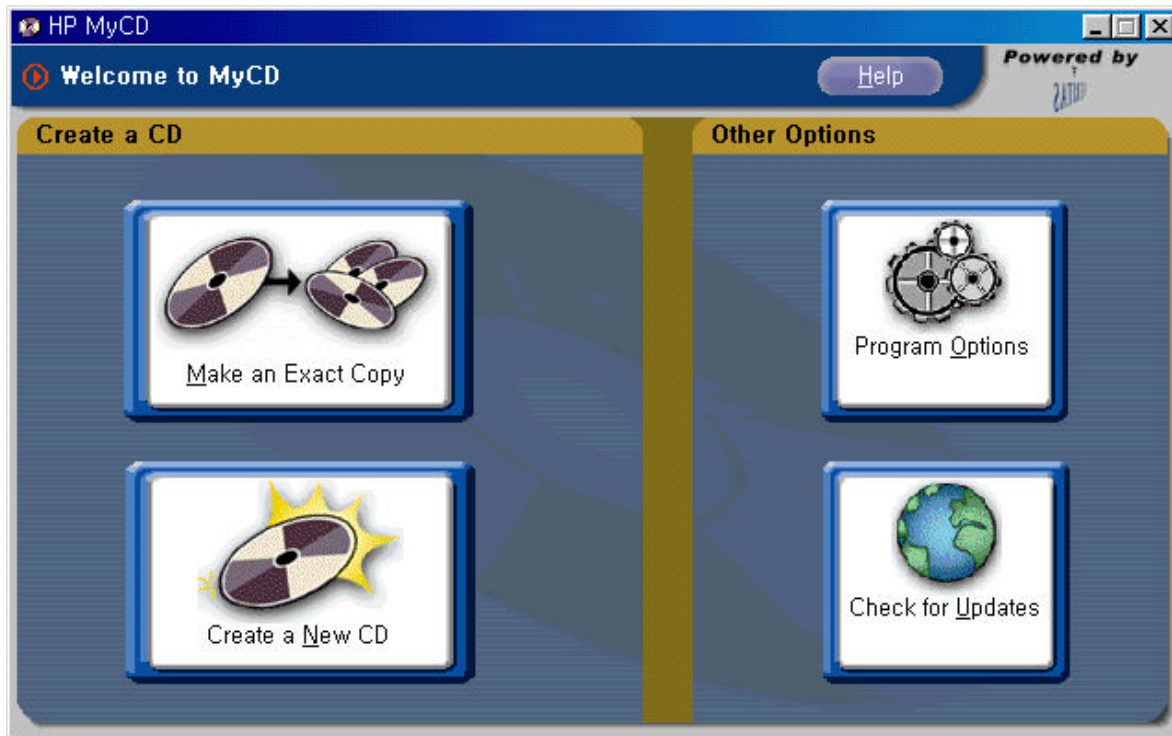 HP MyCD
Welcome to MyCD
Help
Powered by
Create a CD
Other Options
Make an Exact Copy
Program Options
Create a New CD
Check for Updates